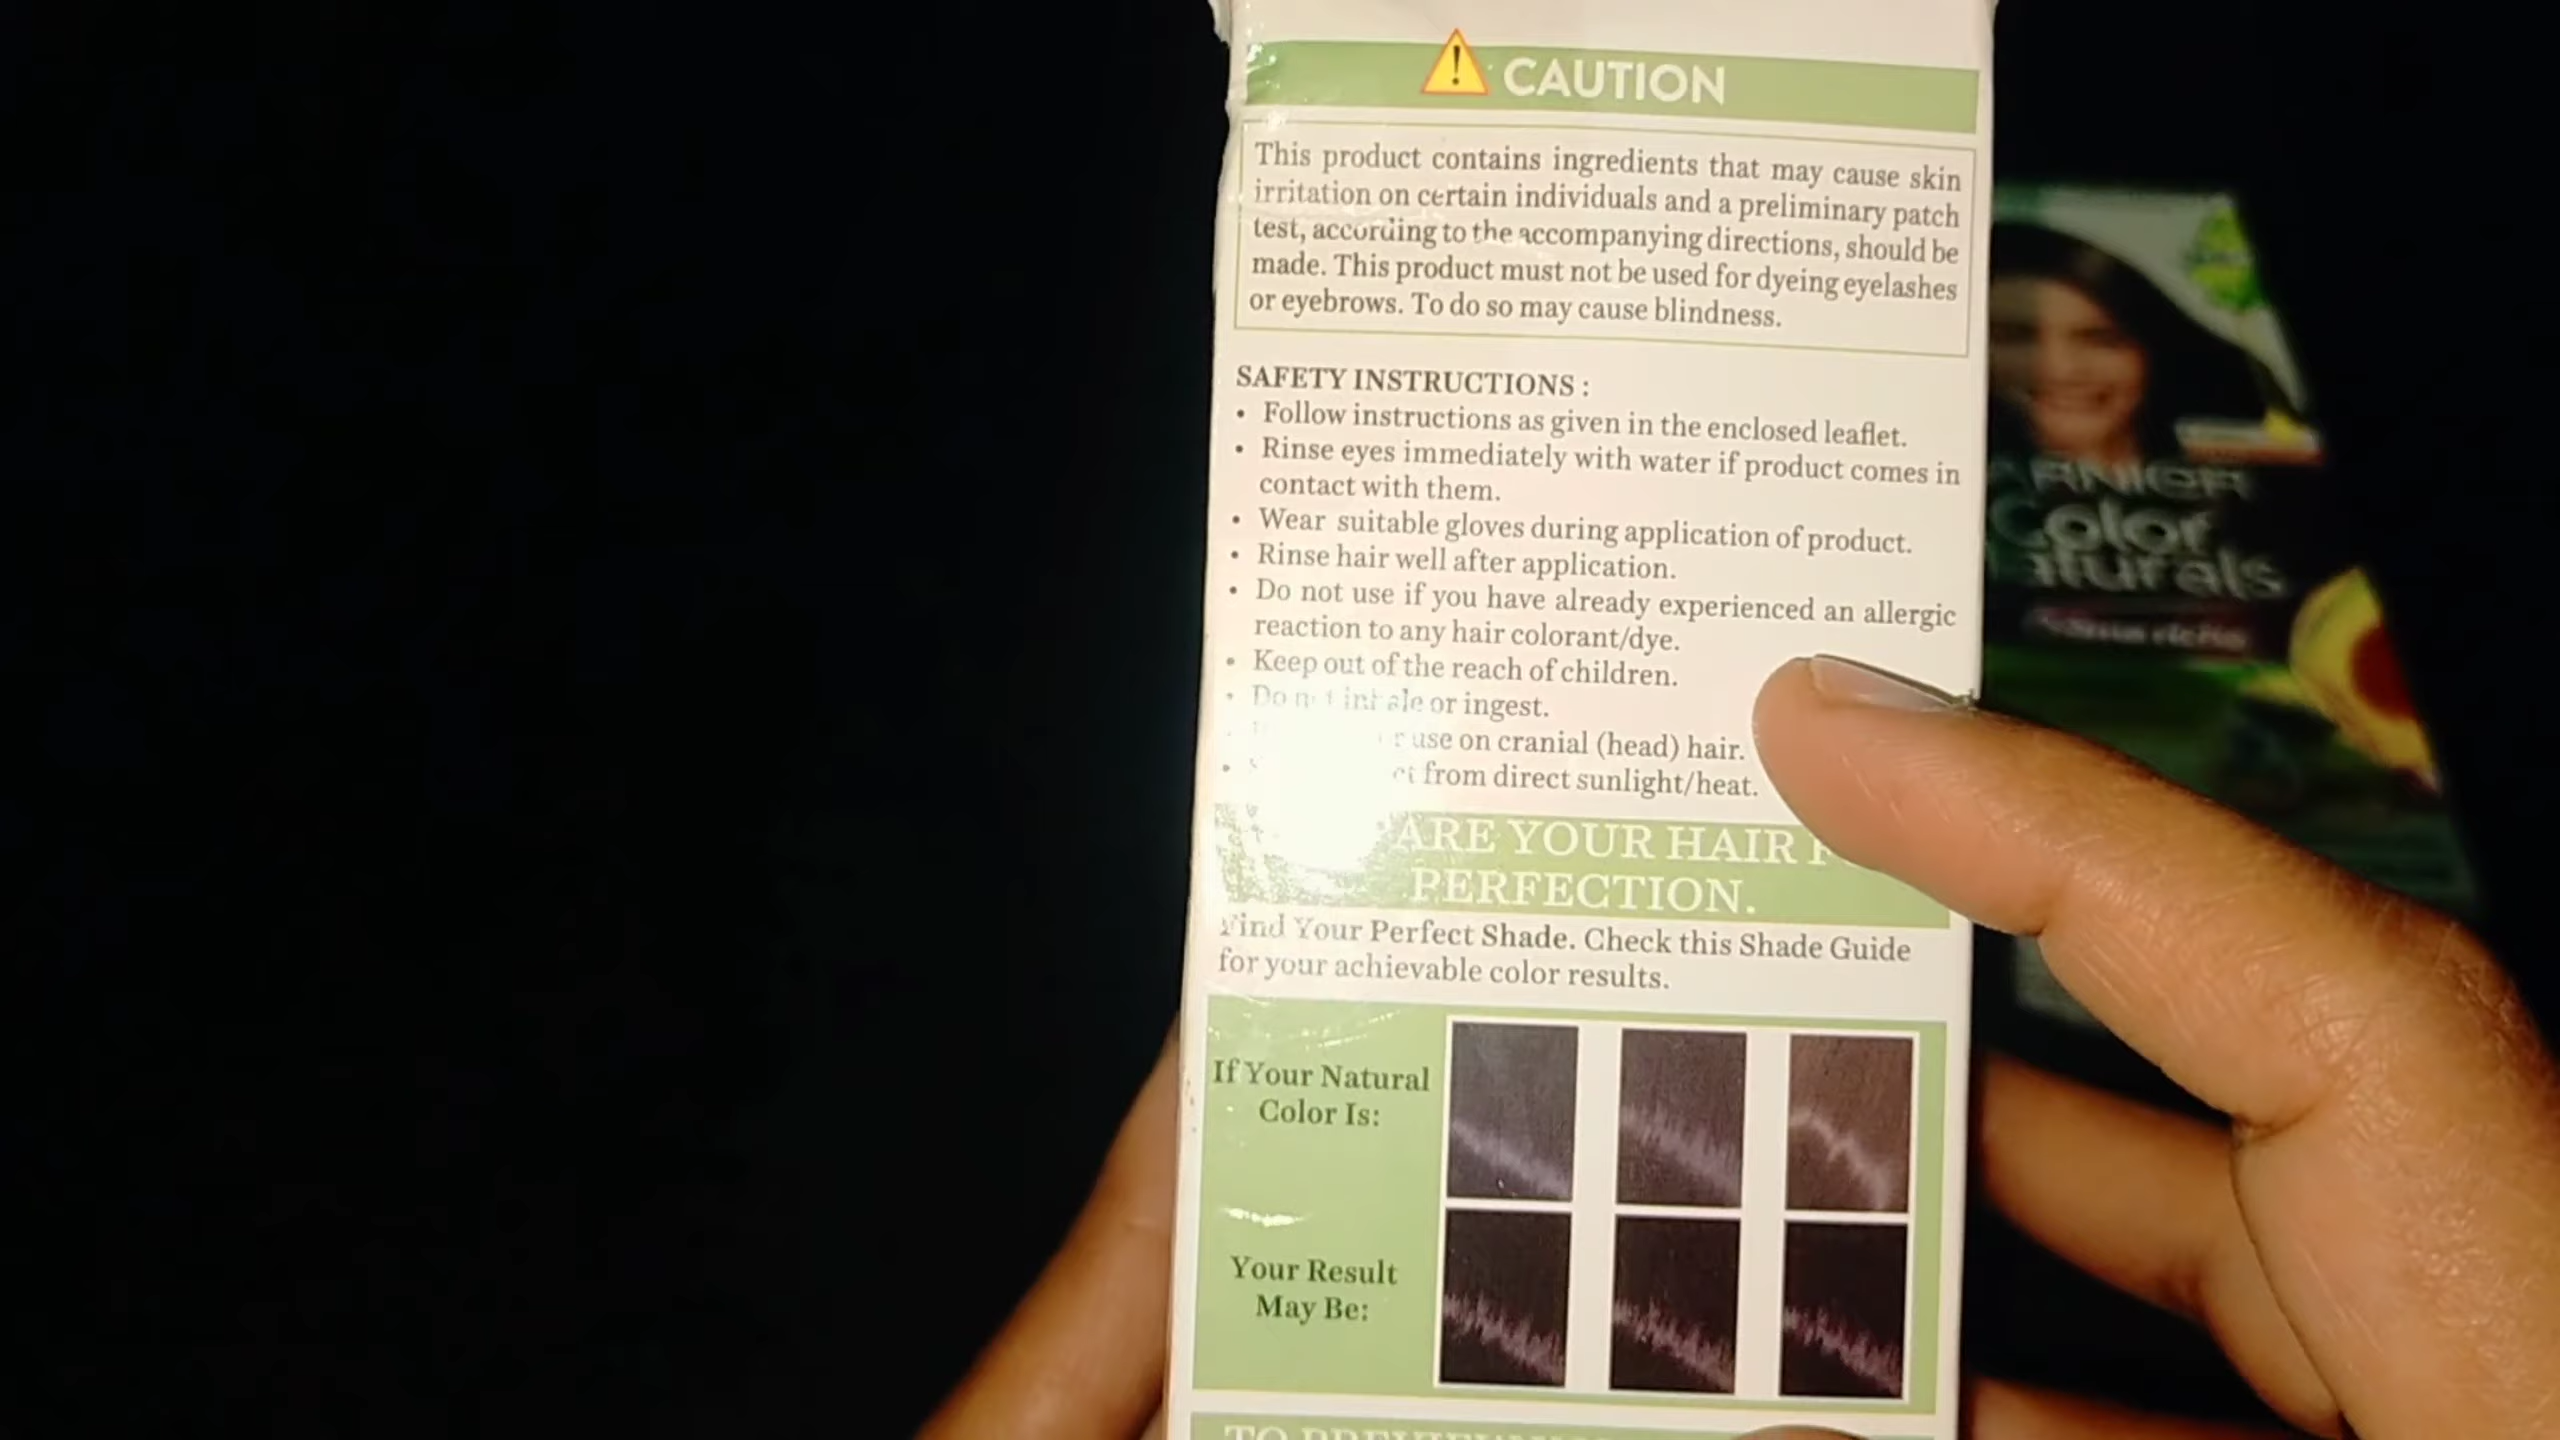 CAUTION
This product contains ingredients that may cause skin
irritation on certain individuals and a preliminary patch
test, according to the accompanying directions, should be
made. This product must not be used for dyeing eyelashes
or eyebrows. To do so may cause blindness.
SAFETY INSTRUCTIONS :
• Follow instructions as given in the enclosed leaflet.
• Rinse eyes immediately with water if product comes in
contact with them.
• Wear suitable gloves during application of product.
• Rinse hair well after application.
• Do not use if you have already experienced an allergic
reaction to any hair colorant/dye.
• Keep out of the reach of children.
• Do not inhale or ingest.
use on cranial (head) hair.
• from direct sunlight/heat.
YOUR HAIR
PERFECTION.
Find Your Perfect Shade. Check this Shade Guide
for your achievable color results.
If Your Natural
Color Is:
Your Result
May Be:
Color